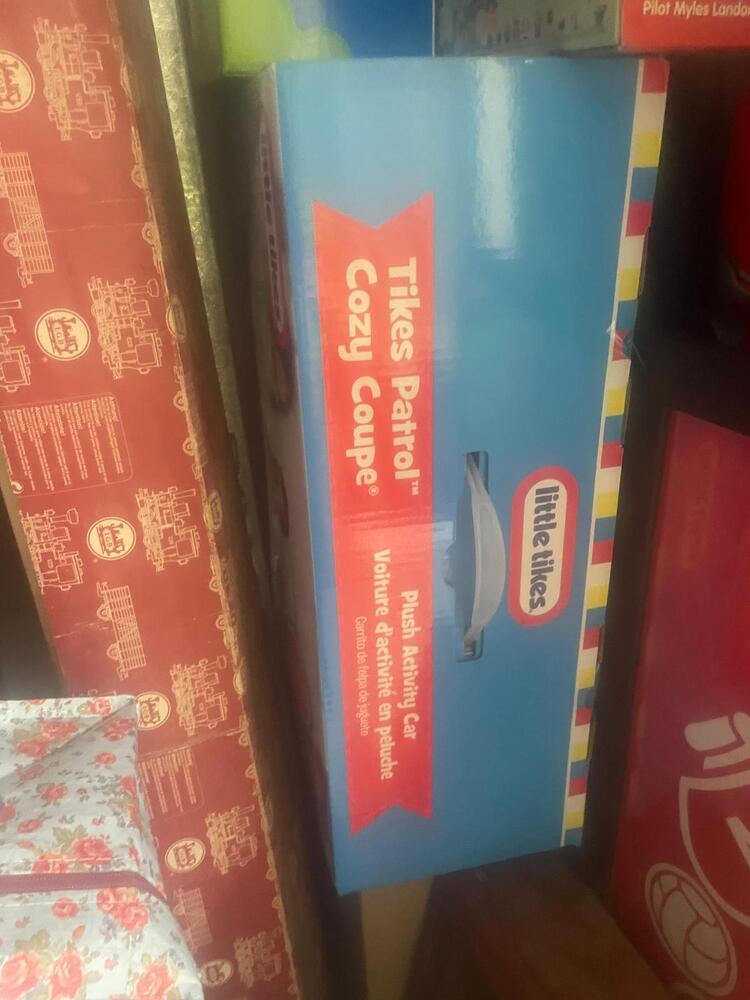 Pilot Myles Lando
little tikes
Tikes Patrol™
Cozy Coupe®
Plush Activity Car
Voiture d'activité en peluche
Carrito de felpa de juguete